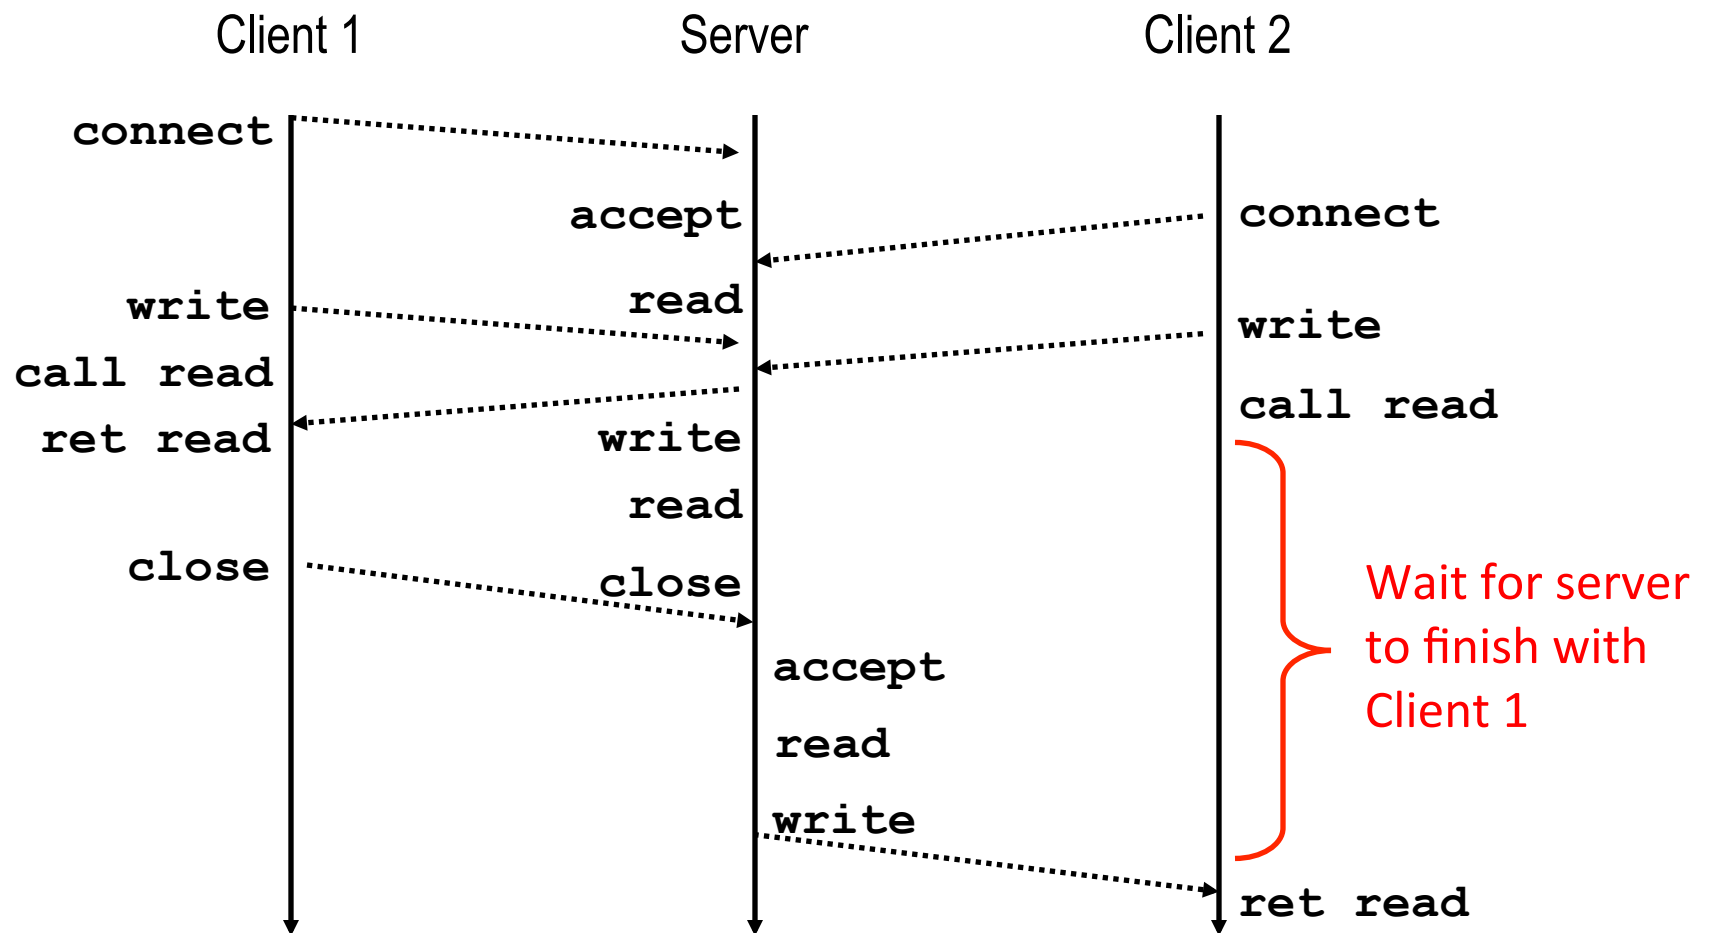 Client 1
Server
Client 2
connect
accept
connect
write
read
write
call read
call read
ret read
write
read
close
close
Wait for server
to finish with
Client 1
accept
read
write
ret read